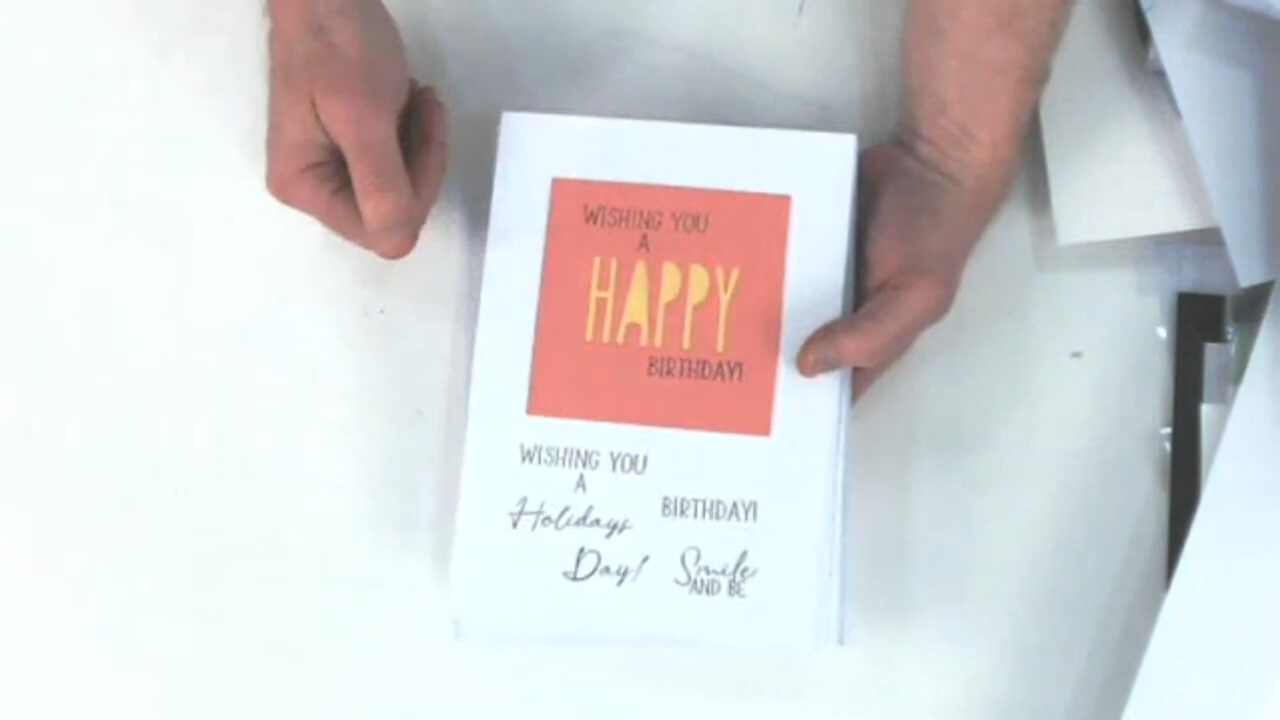 WISHING YOU
A
HAPPY
BIRTHDAY!
WISHING YOU
A
Holidays
BIRTHDAY!
Day!
Smile
AND BE